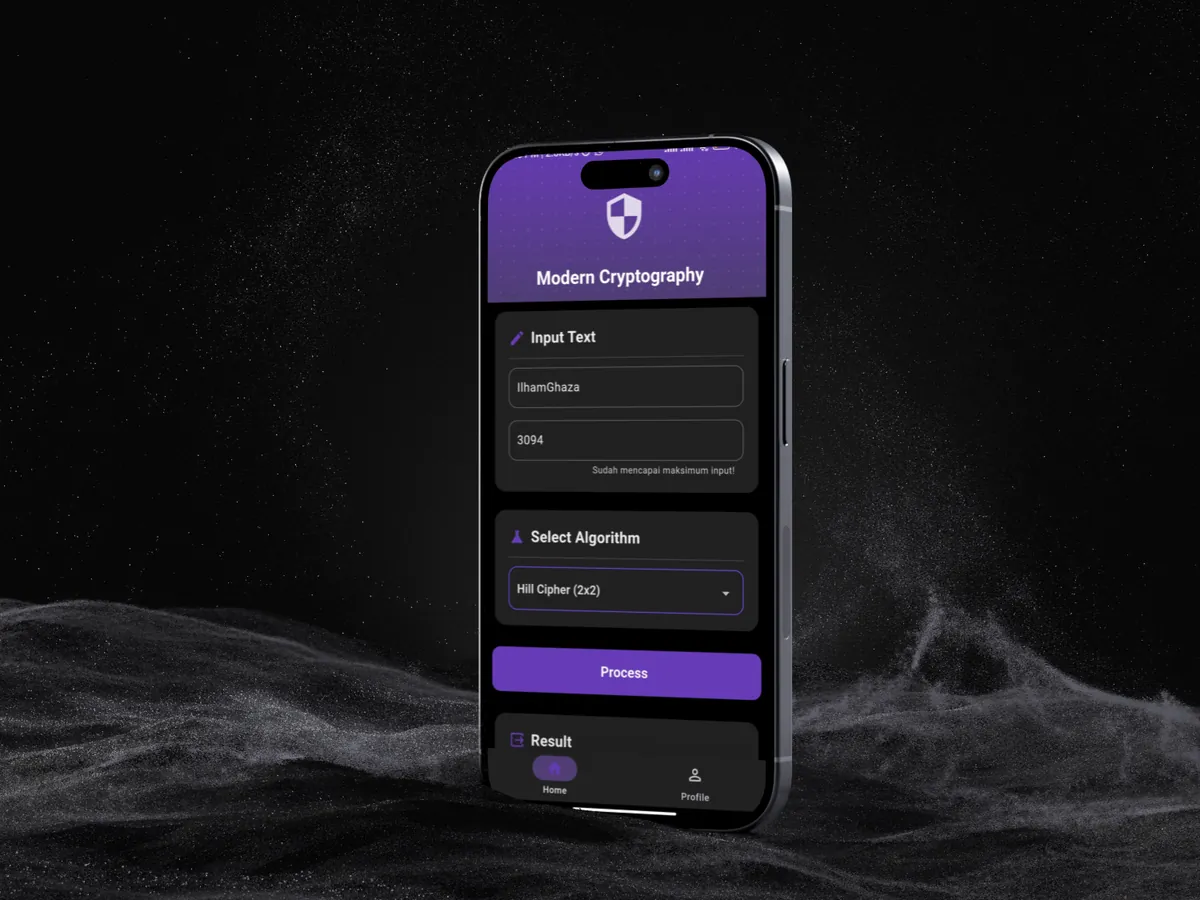 Modern Cryptography
Input Text
IlhamGhaza
3094
Sudah mencapai maksimum input!
Select Algorithm
Hill Cipher (2x2)
Process
Result
Home
Profile